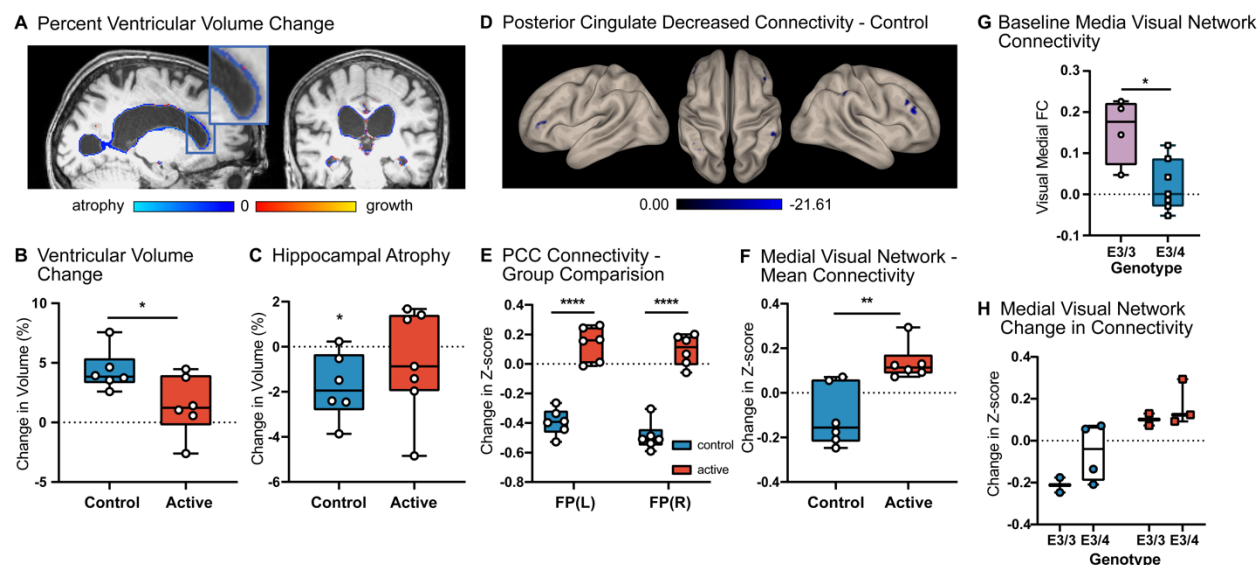 A Percent Ventricular Volume Change
atrophy 0 growth
B Ventricular Volume
Change
Change in Volume (%)
10
5
0
-5
*
Control Active
C Hippocampal Atrophy
Change in Volume (%)
2
0
-2
-4
-6
*
Control Active
D Posterior Cingulate Decreased Connectivity - Control
0.00 -21.61
E PCC Connectivity -
Group Comparision
Change in Z-score
0.4
0.2
0.0
-0.2
-0.4
-0.6
-0.8
**** ****
control
active
FP(L) FP(R)
F Medial Visual Network -
Mean Connectivity
Change in Z-score
0.4
0.2
0.0
-0.2
-0.4
**
Control Active
G Baseline Media Visual Network
Connectivity
Visual Medial FC
0.3
0.2
0.1
0.0
-0.1
*
E3/3 E3/4
Genotype
H Medial Visual Network
Change in Connectivity
Change in Z-score
0.4
0.2
0.0
-0.2
-0.4
E3/3 E3/4 E3/3 E3/4
Genotype